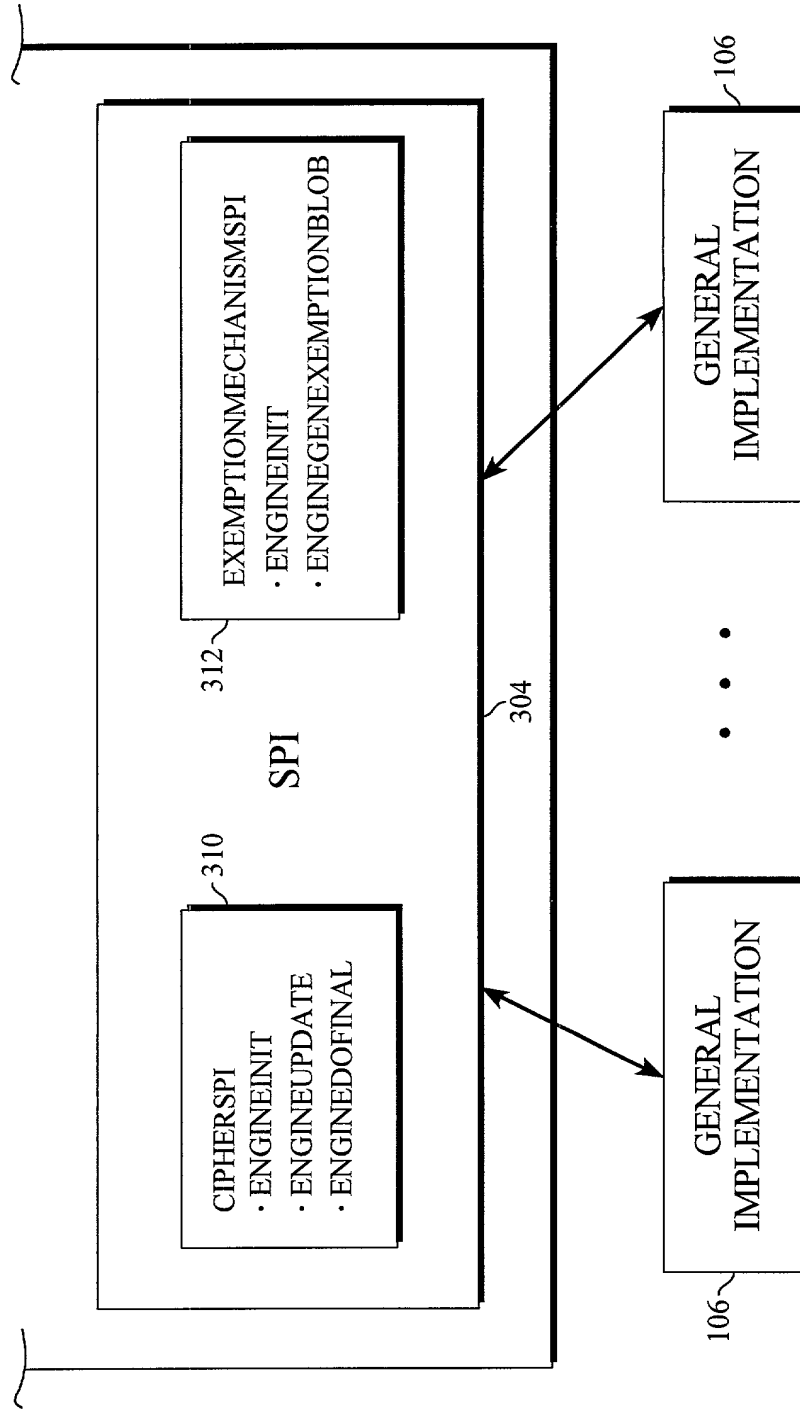 CIPHERSPI
· ENGINEINIT
· ENGINEUPDATE
· ENGINEDOFINAL
310
SPI
EXEMPTIONMECHANISMSPI
· ENGINEINIT
· ENGINEGENEXEMPTIONBLOB
312
304
GENERAL
IMPLEMENTATION
106
GENERAL
IMPLEMENTATION
106